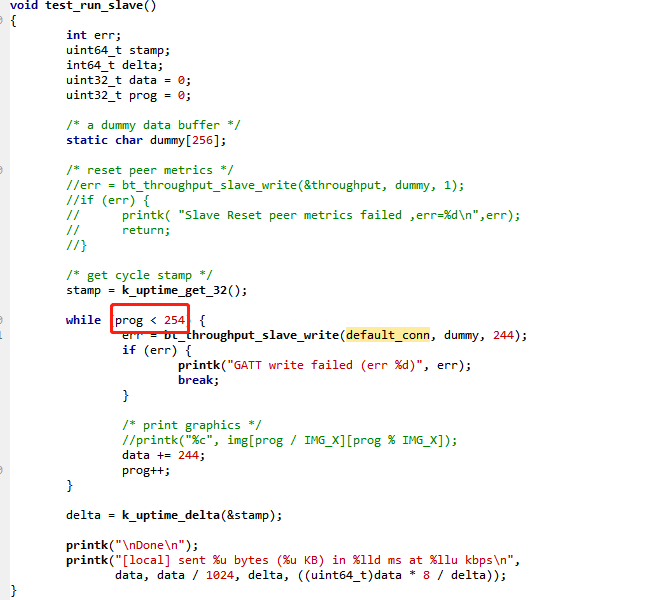 void test_run_slave()
{
int err;
uint64_t stamp;
int64_t delta;
uint32_t data = 0;
uint32_t prog = 0;
/* a dummy data buffer */
static char dummy[256];
/* reset peer metrics */
//err = bt_throughput_slave_write(&throughput, dummy, 1);
//if (err) {
// printk( "Slave Reset peer metrics failed ,err=%d\n",err);
// return;
//}
/* get cycle stamp */
stamp = k_uptime_get_32();
while (prog < 254) {
err = bt_throughput_slave_write(default_conn, dummy, 244);
if (err) {
printk("GATT write failed (err %d)", err);
break;
}
/* print graphics */
//printk("%c", img[prog / IMG_X][prog % IMG_X]);
data += 244;
prog++;
}
delta = k_uptime_delta(&stamp);
printk("\nDone\n");
printk("[local] sent %u bytes (%u KB) in %lld ms at %llu kbps\n",
data, data / 1024, delta, ((uint64_t)data * 8 / delta));
}